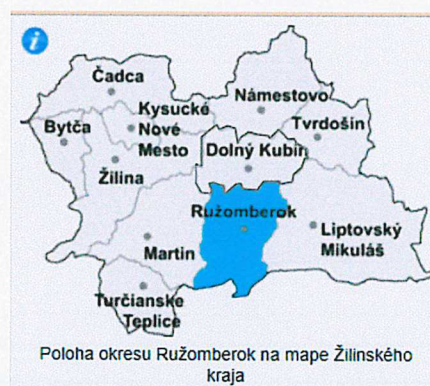 i
Čadca
Kysucké
Nové
Mesto
Bytča
Žilina
Námestovo
Tvrdošín
Dolný Kubín
Ružomberok
Liptovský
Mikuláš
Martin
Turčianske
Teplice
Poloha okresu Ružomberok na mape Žilinského
kraja